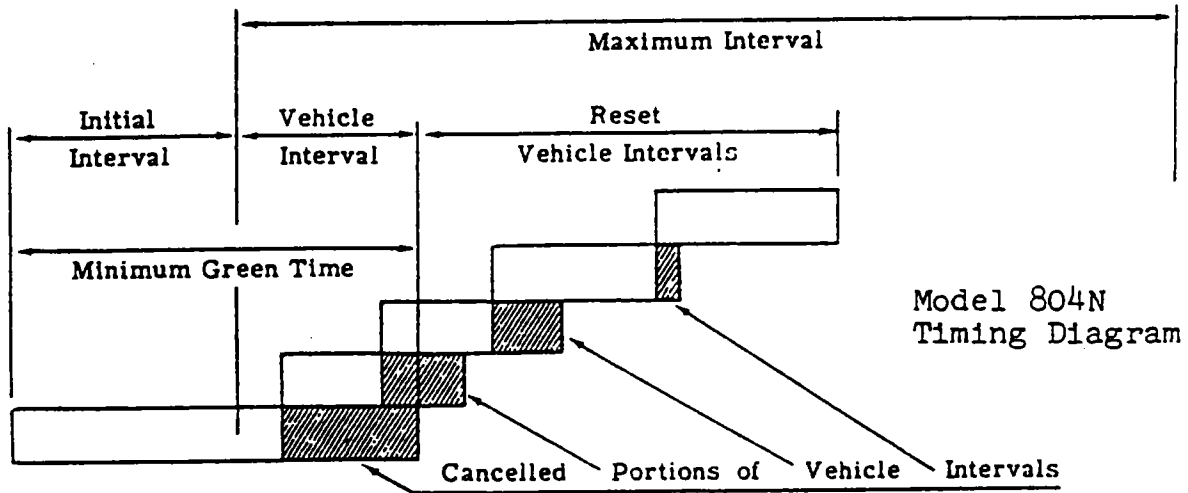 Maximum Interval
Initial Interval
Vehicle Interval
Reset Vehicle Intervals
Minimum Green Time
Model 804N
Timing Diagram
Cancelled Portions of Vehicle Intervals